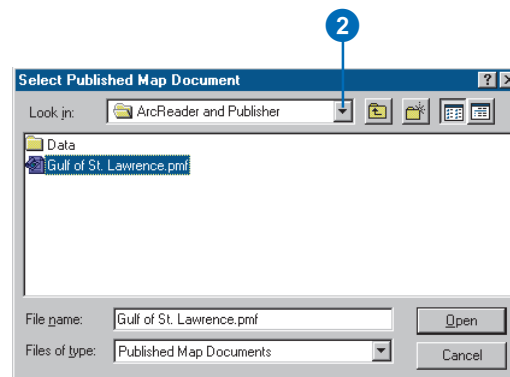 2
Select Published Map Document
Look in: ArcReader and Publisher
Data
Gulf of St. Lawrence.pmf
File name: Gulf of St. Lawrence.pmf Open
Files of type: Published Map Documents Cancel